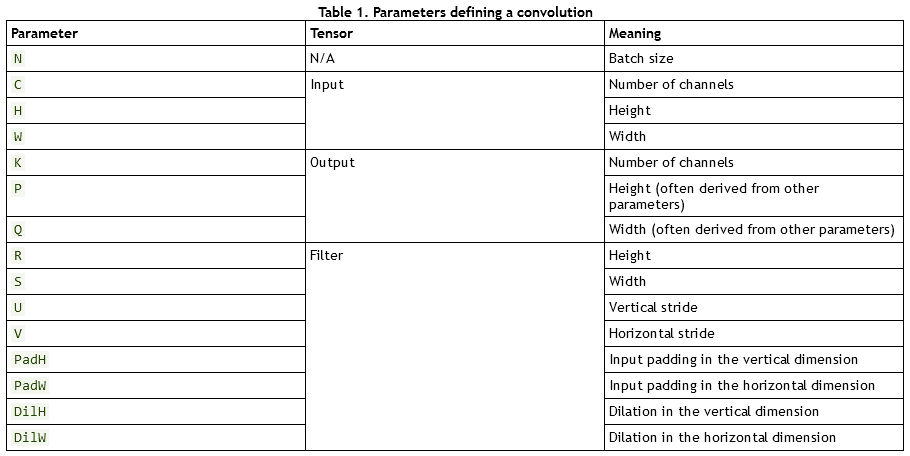 Table 1. Parameters defining a convolution
Parameter Tensor Meaning
N N/A Batch size
C Input Number of channels
H Height
W Width
K Output Number of channels
P Height (often derived from other
parameters)
Q Width (often derived from other parameters)
R Filter Height
S Width
U Vertical stride
V Horizontal stride
PadH Input padding in the vertical dimension
PadW Input padding in the horizontal dimension
DilH Dilation in the vertical dimension
DilW Dilation in the horizontal dimension